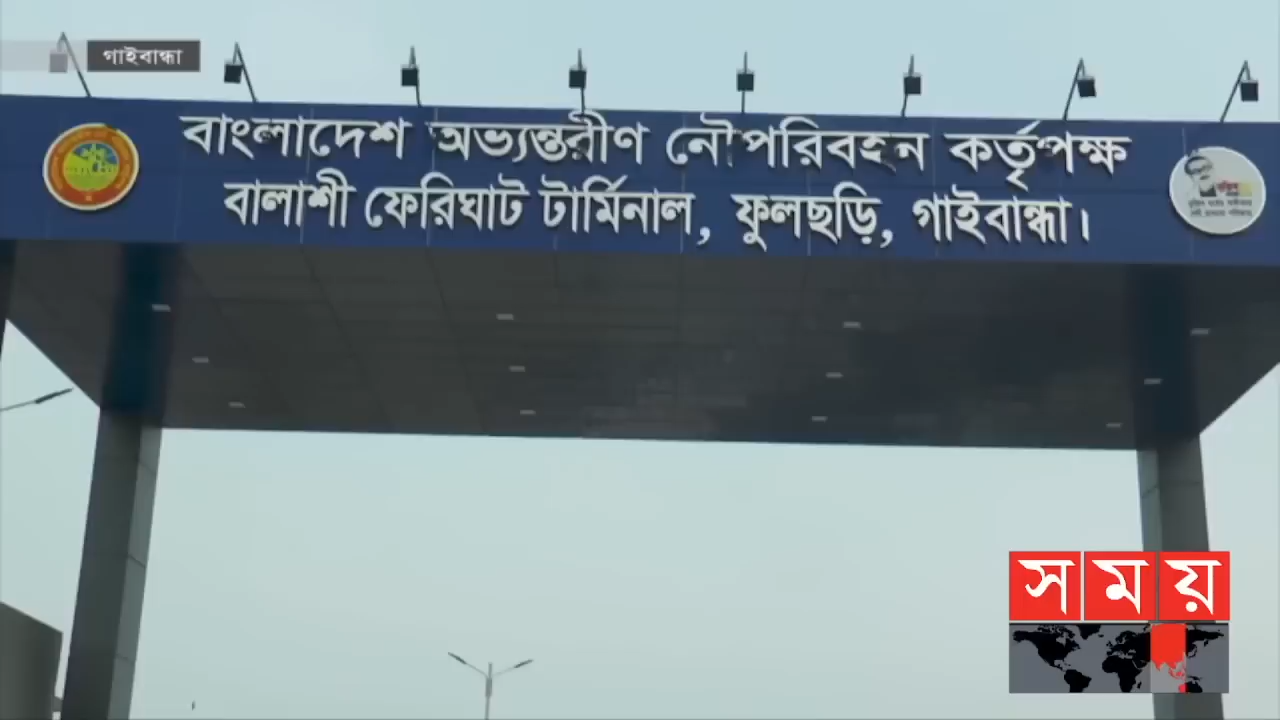 গাইবান্ধা
বাংলাদেশ অভ্যন্তরীণ নৌপরিবহন কর্তৃপক্ষ
বালাশী ফেরিঘাট টার্মিনাল, ফুলছড়ি, গাইবান্ধা।
সময়